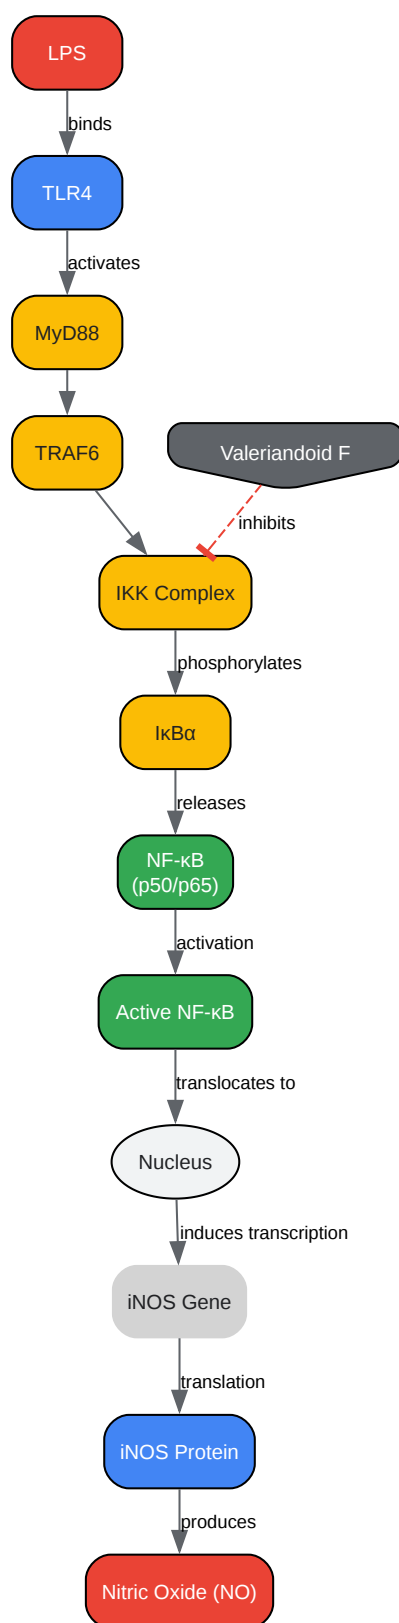 LPS
binds
TLR4
activates
MyD88
TRAF6
Valeriandoid F
inhibits
IKK Complex
phosphorylates
IκBα
releases
NF-κB
(p50/p65)
activation
Active NF-κB
translocates to
Nucleus
induces transcription
iNOS Gene
translation
iNOS Protein
produces
Nitric Oxide (NO)